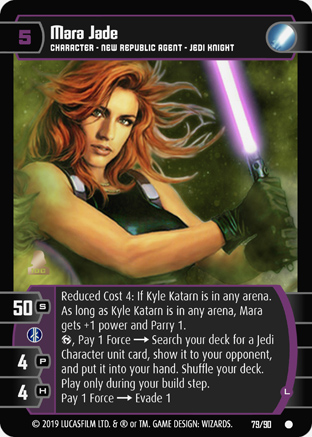 5
Mara Jade
CHARACTER - NEW REPUBLIC AGENT - JEDI KNIGHT
50 S
4 P
4 H
Reduced Cost 4: If Kyle Katarn is in any arena.
As long as Kyle Katarn is in any arena, Mara
gets +1 power and Parry 1.
, Pay 1 Force → Search your deck for a Jedi
Character unit card, show it to your opponent,
and put it into your hand. Shuffle your deck.
Play only during your build step.
Pay 1 Force → Evade 1
L
© 2019 LUCASFILM LTD. & ® or TM. GAME DESIGN: WIZARDS.
79/90